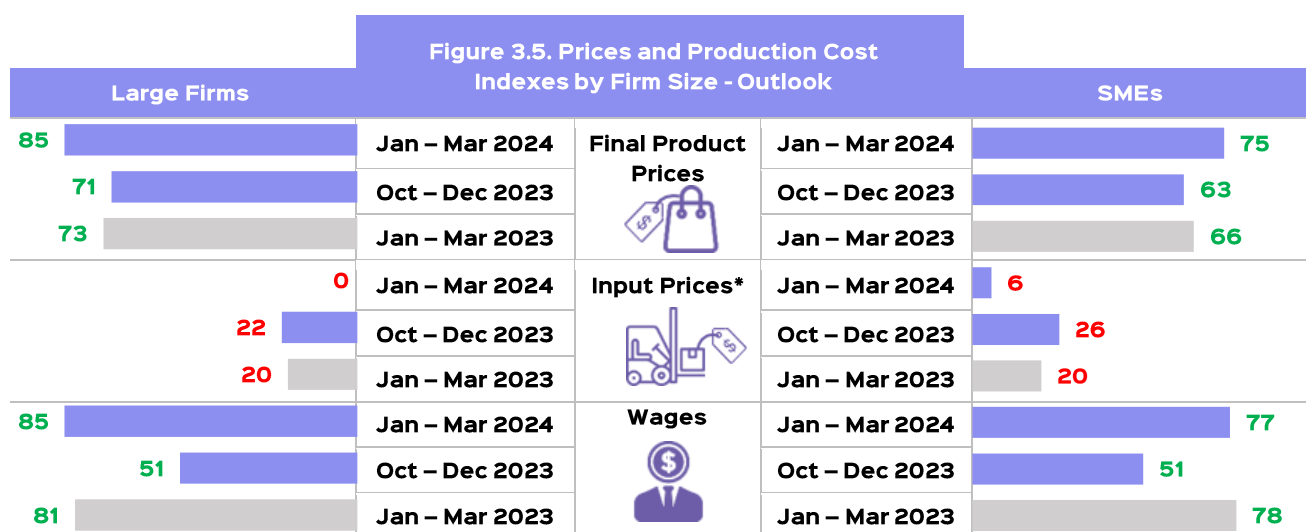 Figure 3.5. Prices and Production Cost
Indexes by Firm Size - Outlook
Large Firms
SMEs
85
Jan – Mar 2024
Final Product
Prices
Jan – Mar 2024
75
71
Oct – Dec 2023
Oct – Dec 2023
63
73
Jan – Mar 2023
Jan – Mar 2023
66
0
Jan – Mar 2024
Input Prices*
Jan – Mar 2024
6
22
Oct – Dec 2023
$
Oct – Dec 2023
26
20
Jan – Mar 2023
Jan – Mar 2023
20
85
Jan – Mar 2024
Wages
Jan – Mar 2024
77
51
Oct – Dec 2023
$
Oct – Dec 2023
51
81
Jan – Mar 2023
Jan – Mar 2023
78